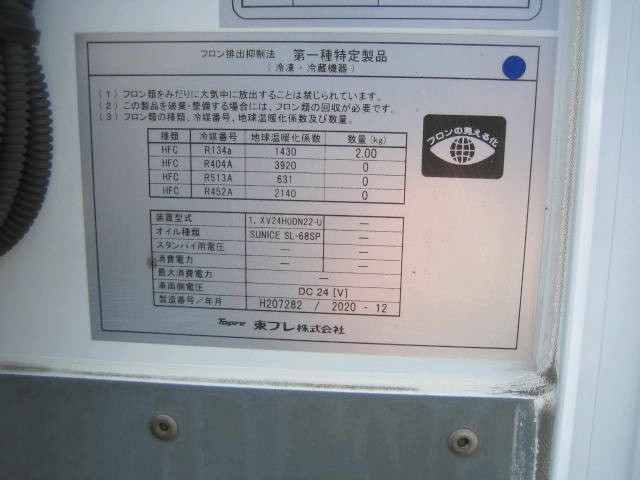 フロン排出抑制法 第一種特定製品
(冷凍・冷蔵機器)
(1) フロン類をみだりに大気中に放出することは禁じられています。
(2) この製品を破棄・整備する場合には、フロン類の回収が必要です。
(3) フロン類の種類、冷媒番号、地球温暖化係数及び数量。
種類 冷媒番号 地球温暖化係数 数量(kg)
HFC R134a 1430 2.00
HFC R404A 3920 0
HFC R513A 631 0
HFC R452A 2140 0
フロンの見える化
装置型式 1. XV24HODN22-U —
オイル種類 SUNICE SL-68SP —
スタンバイ用電圧 — —
消費電力 — —
最大消費電力 —
車両側電圧 DC 24 [V]
製造番号/年月 H207282 / 2020 - 12
Topre 東プレ株式会社